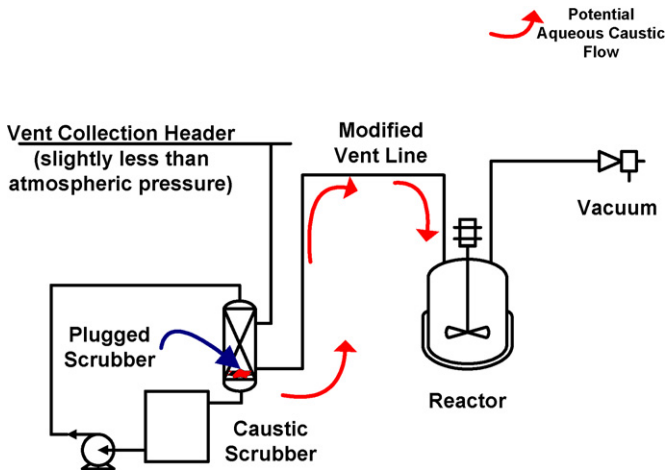 Potential
Aqueous Caustic
Flow
Vent Collection Header
(slightly less than
atmospheric pressure)
Modified
Vent Line
Vacuum
Plugged
Scrubber
Reactor
Caustic
Scrubber